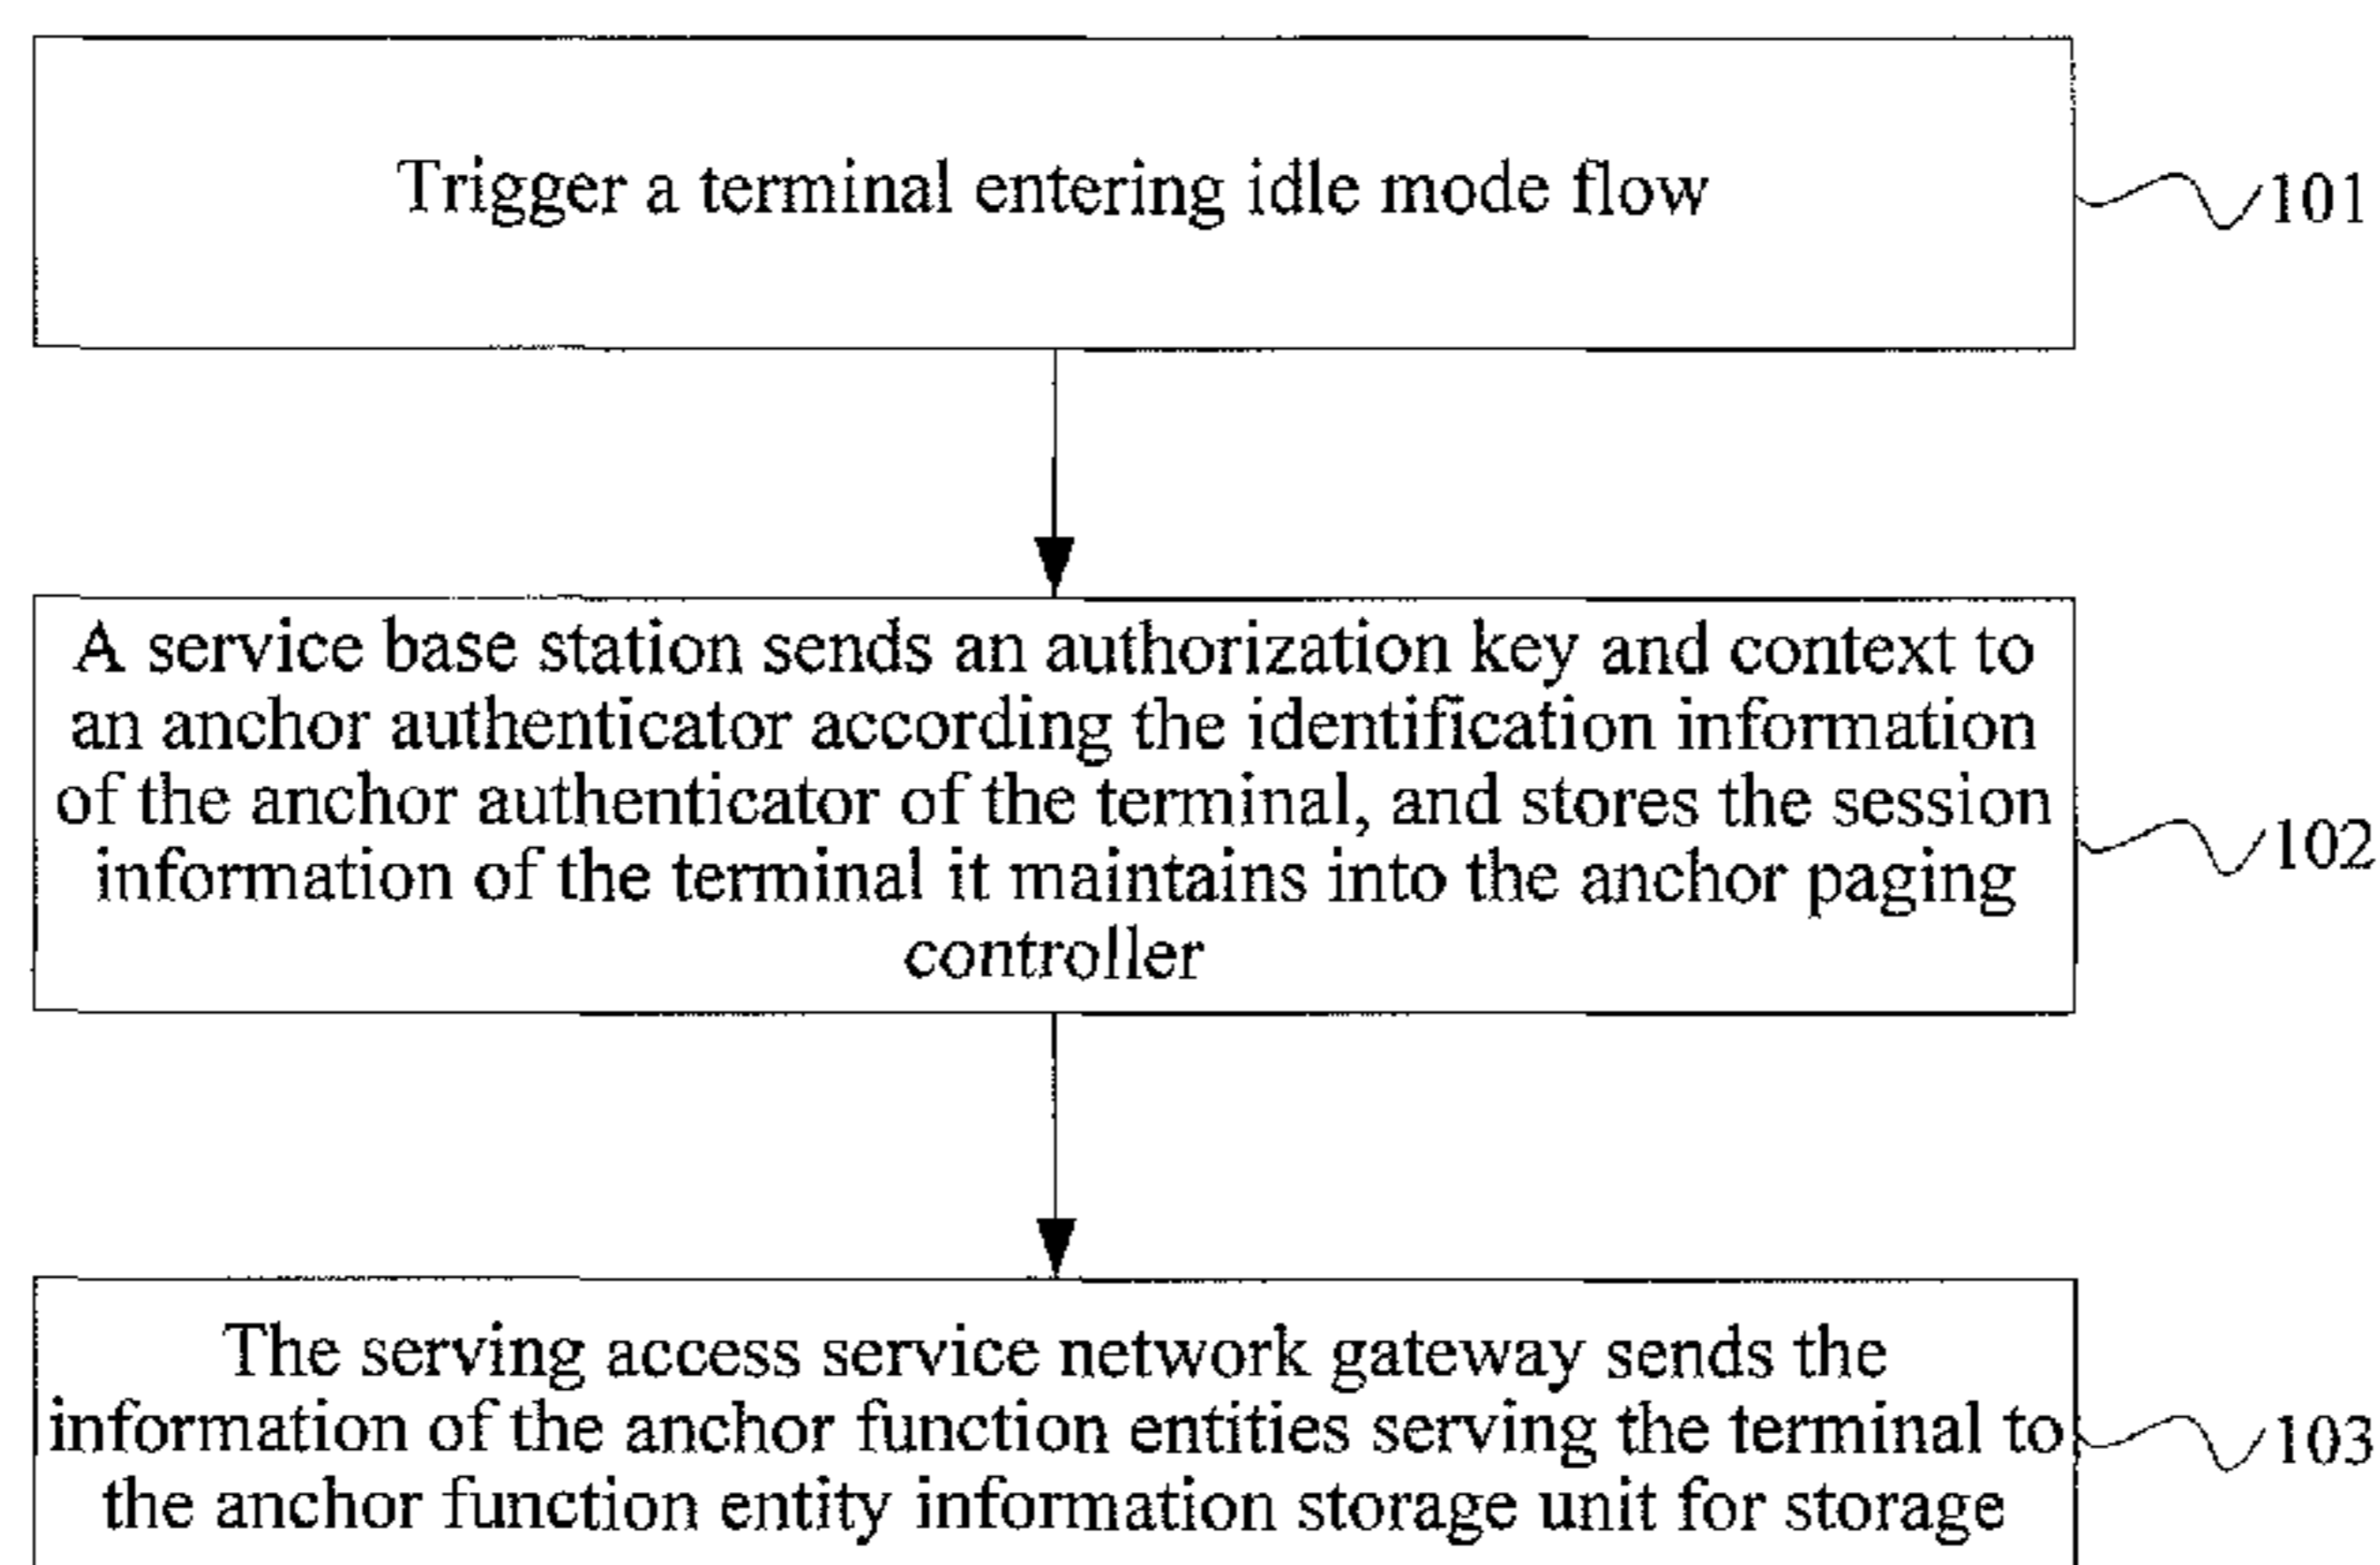 Trigger a terminal entering idle mode flow
101
A service base station sends an authorization key and context to
an anchor authenticator according the identification information
of the anchor authenticator of the terminal, and stores the session
information of the terminal it maintains into the anchor paging
controller
102
The serving access service network gateway sends the
information of the anchor function entities serving the terminal to
the anchor function entity information storage unit for storage
103